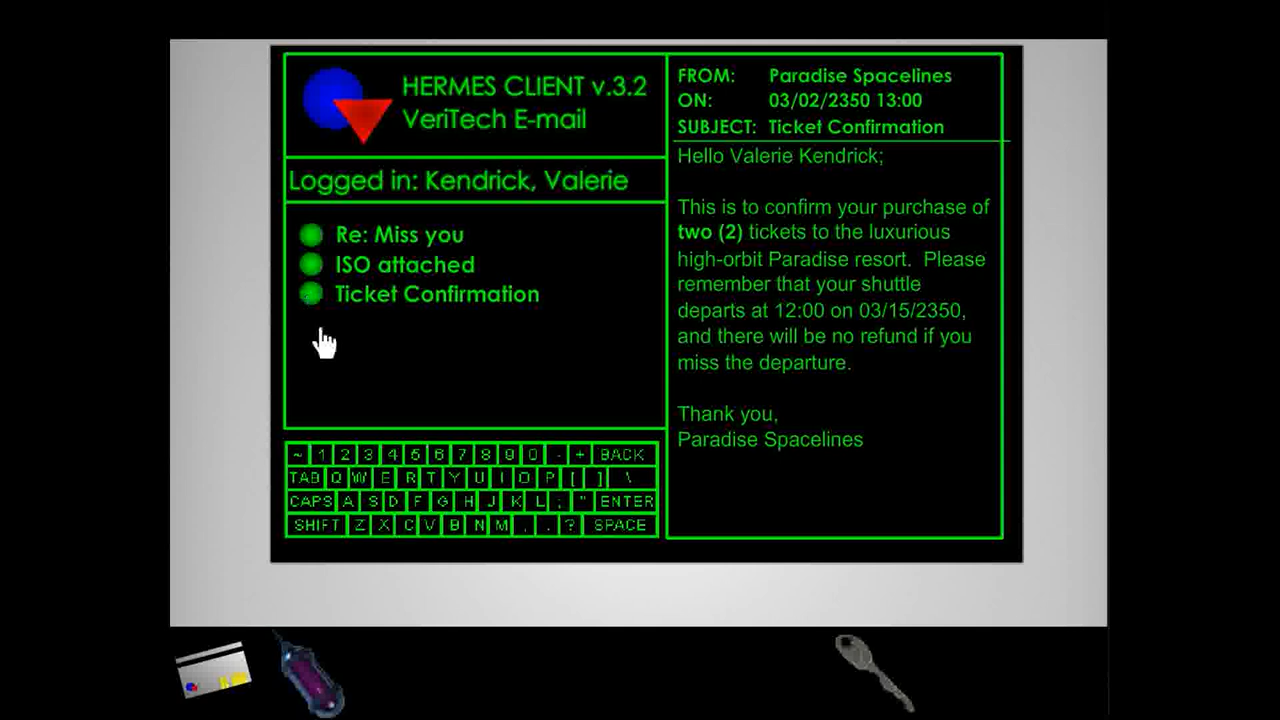 HERMES CLIENT v.3.2
VeriTech E-mail
Logged in: Kendrick, Valerie
Re: Miss you
ISO attached
Ticket Confirmation
~ 1 2 3 4 5 6 7 8 9 0 - + BACK
TAB Q W E R T Y U I O P [ ] \
CAPS A S D F G H J K L ; " ENTER
SHIFT Z X C V B N M , . ? SPACE
FROM: Paradise Spacelines
ON: 03/02/2350 13:00
SUBJECT: Ticket Confirmation
Hello Valerie Kendrick;
This is to confirm your purchase of
two (2) tickets to the luxurious
high-orbit Paradise resort. Please
remember that your shuttle
departs at 12:00 on 03/15/2350,
and there will be no refund if you
miss the departure.
Thank you,
Paradise Spacelines